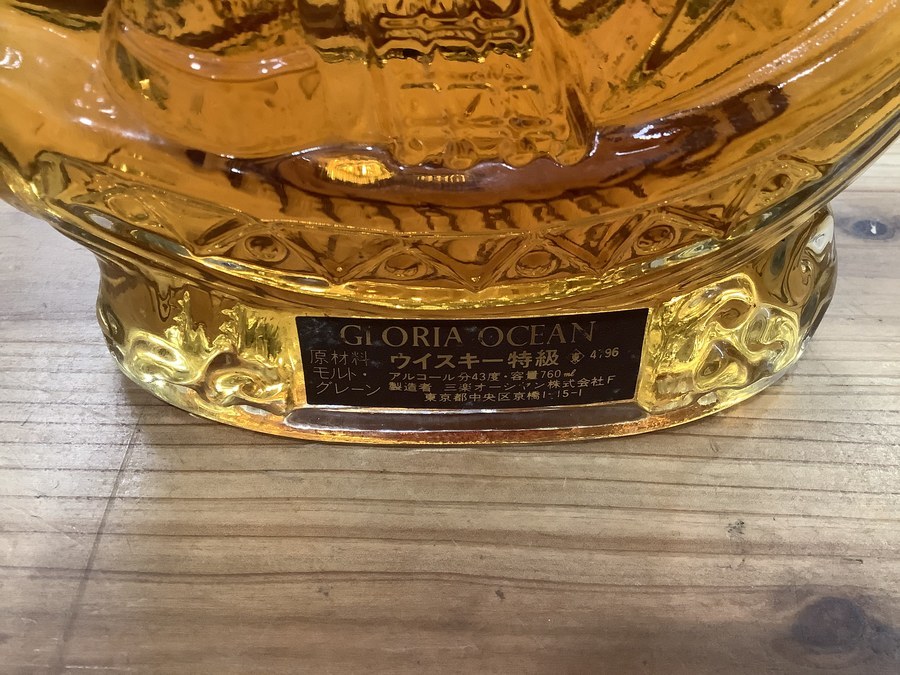 GLORIA OCEAN
原材料
モルト・
グレーン
ウイスキー特級 東 4796
アルコール分43度・容量760㎖
製造者 三楽オーシャン株式会社F
東京都中央区京橋1-15-1